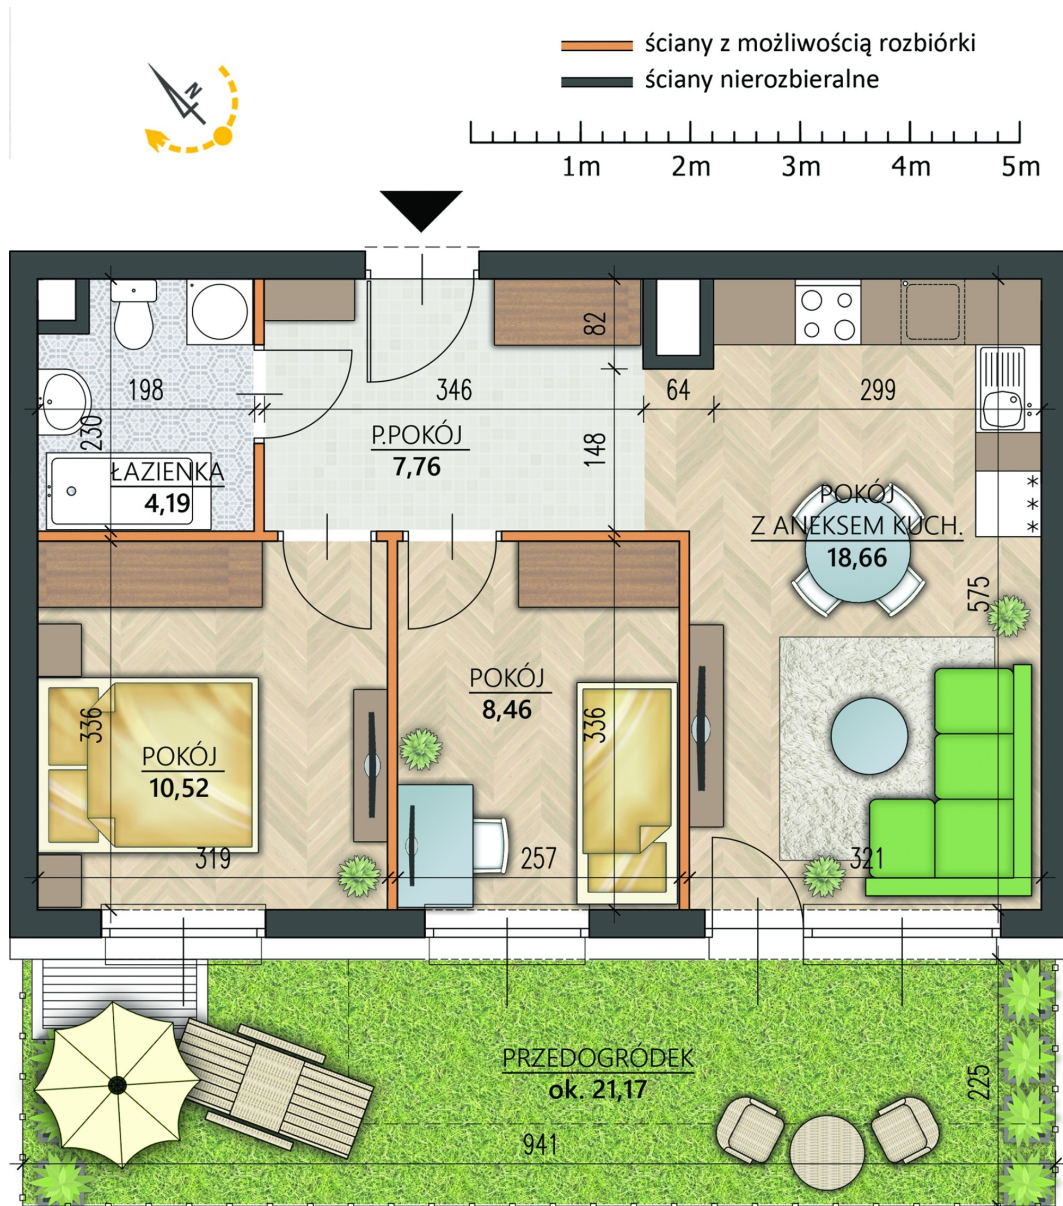 ściany z możliwością rozbiórki
ściany nierozbieralne
N
1m 2m 3m 4m 5m
82
198
346
64
299
230
P.POKÓJ
7,76
148
ŁAZIENKA
4,19
POKÓJ
Z ANEKSEM KUCH.
18,66
575
POKÓJ
8,46
336
336
POKÓJ
10,52
319
257
321
PRZEDOGRÓDEK
ok. 21,17
225
941